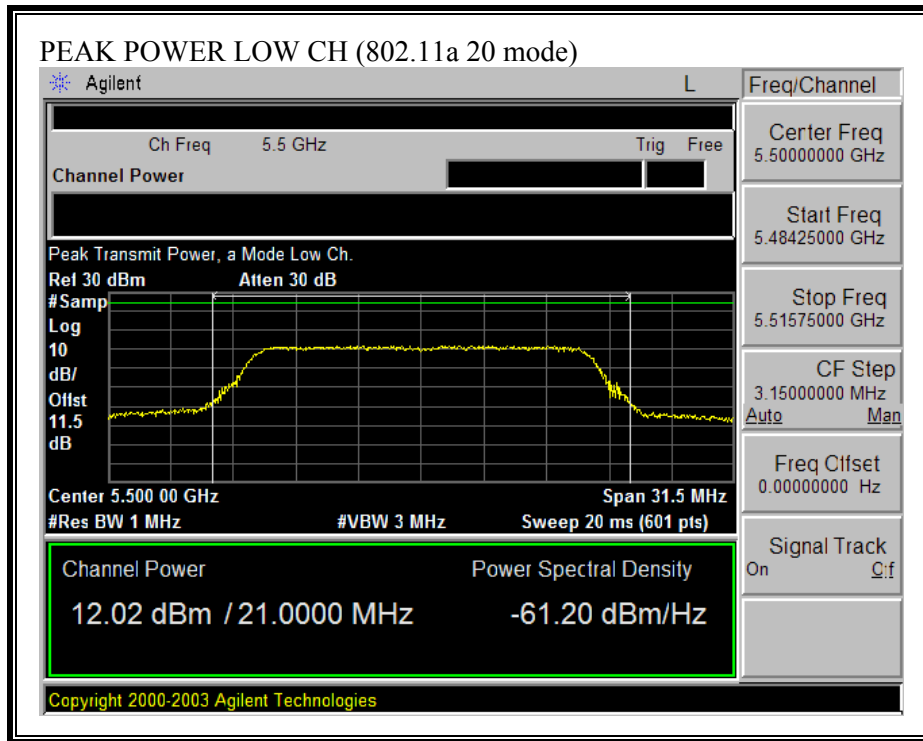 PEAK POWER LOW CH (802.11a 20 mode)
Agilent L Freq/Channel
Ch Freq 5.5 GHz Trig Free
Channel Power
Center Freq
5.50000000 GHz
Start Freq
5.48425000 GHz
Stop Freq
5.51575000 GHz
CF Step
3.15000000 MHz
Auto Man
Freq Offset
0.00000000 Hz
Signal Track
On Off
Peak Transmit Power, a Mode Low Ch.
Ref 30 dBm Atten 30 dB
#Samp
Log
10
dB/
Offst
11.5
dB
Center 5.500 00 GHz Span 31.5 MHz
#Res BW 1 MHz #VBW 3 MHz Sweep 20 ms (601 pts)
Channel Power Power Spectral Density
12.02 dBm / 21.0000 MHz -61.20 dBm/Hz
Copyright 2000-2003 Agilent Technologies